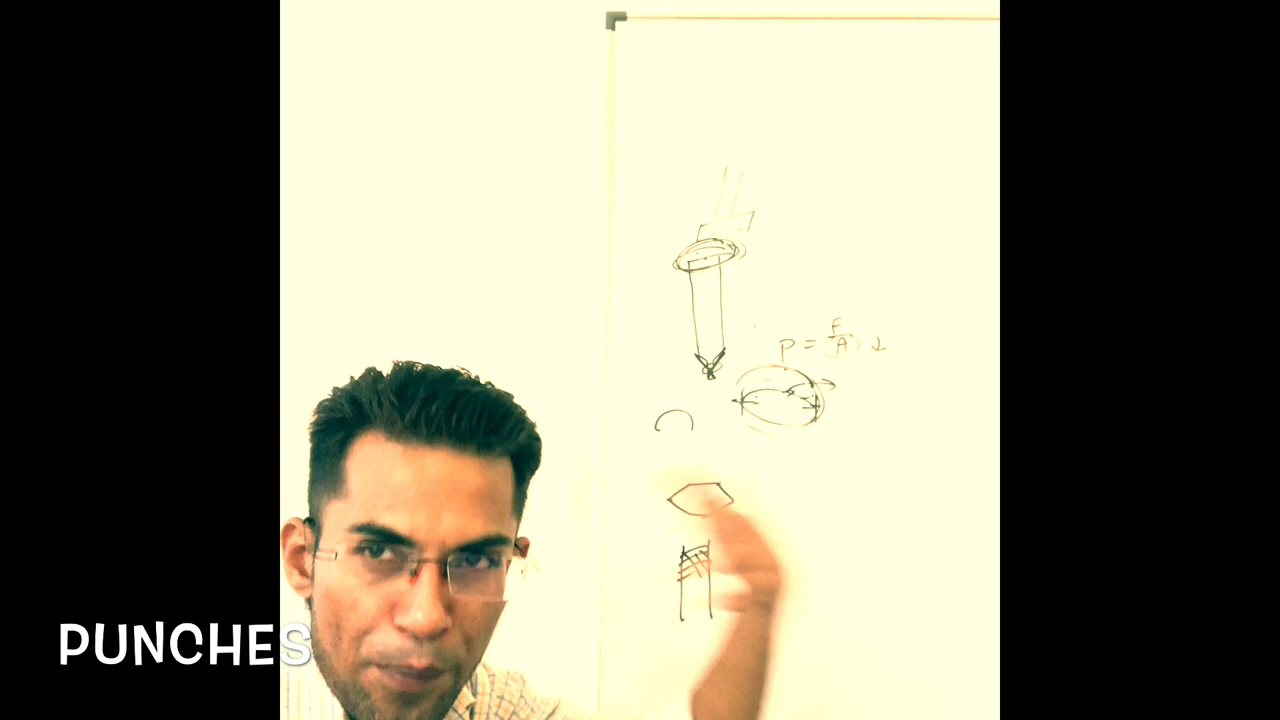 P = F/A ↓
PUNCHES